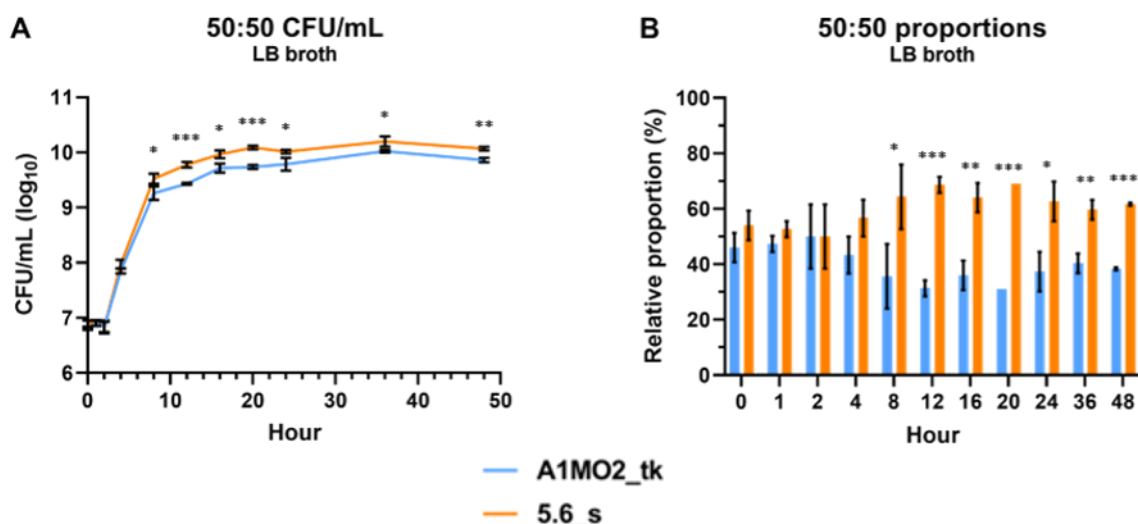 A
50:50 CFU/mL
LB broth
CFU/mL (log10)
11
10
9
8
7
6
* *** * *** * * **
0 10 20 30 40 50
Hour
B
50:50 proportions
LB broth
Relative proportion (%)
100
80
60
40
20
0
* *** ** *** * ** ***
0 1 2 4 8 12 16 20 24 36 48
Hour
A1MO2_tk
5.6_s